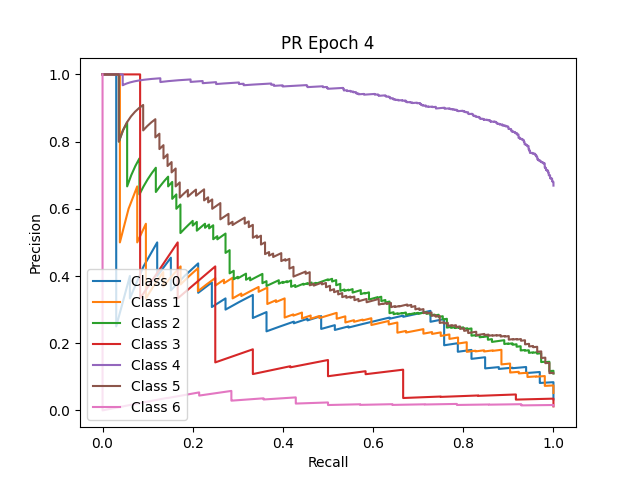 PR Epoch 4
Precision
1.0
0.8
0.6
0.4
0.2
0.0
Class 0
Class 1
Class 2
Class 3
Class 4
Class 5
Class 6
0.0 0.2 0.4 0.6 0.8 1.0
Recall